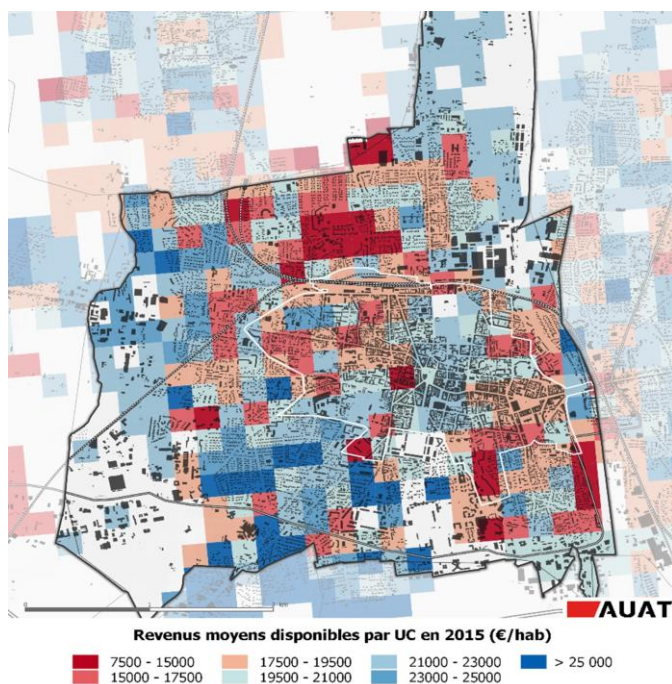 AUAT
Revenus moyens disponibles par UC en 2015 (€/hab)
7500 - 15000 17500 - 19500 21000 - 23000 > 25 000
15000 - 17500 19500 - 21000 23000 - 25000